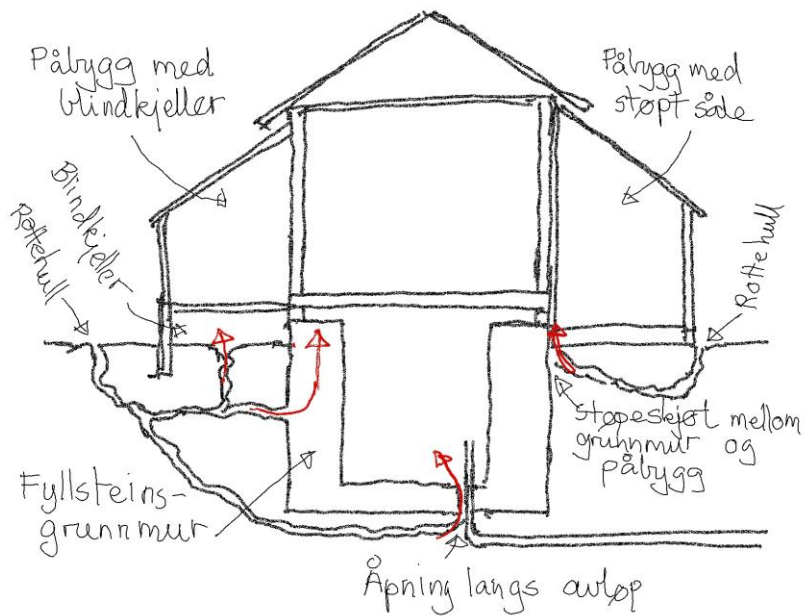 Påbygg med
blindkjeller
Påbygg med
støpt såle
Blindkjeller
Rottehull
Rottehull
Støpeskjøt mellom
grunnmur og
påbygg
Fyllsteins-
grunnmur
Åpning langs avløp